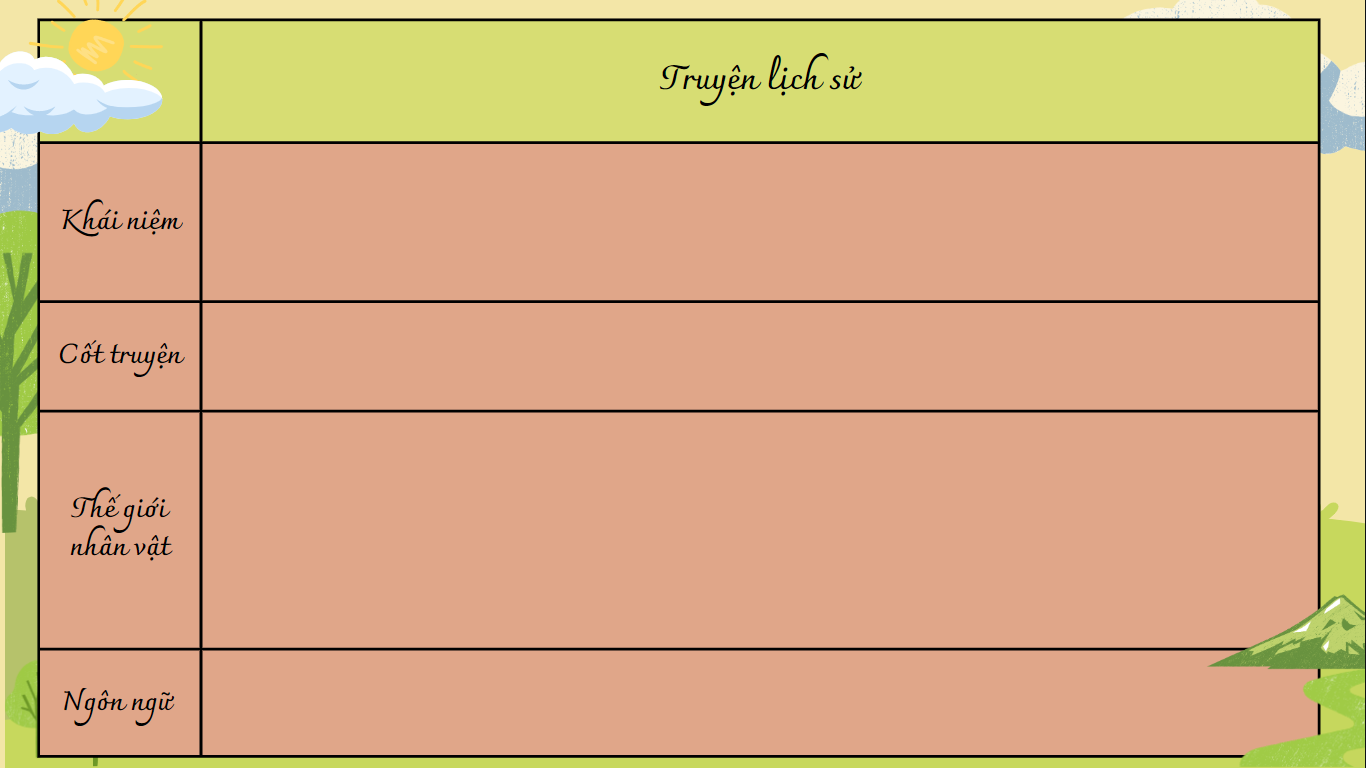 Truyện lịch sử
Khái niệm
Cốt truyện
Thế giới
nhân vật
Ngôn ngữ